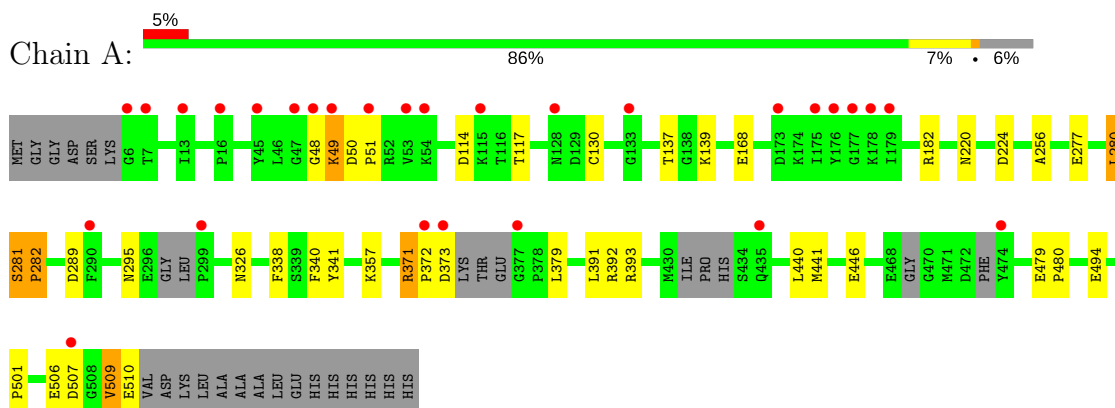 5%
Chain A:
86% 7% • 6%
MET GLY GLY ASP SER LYS G6 T7 I13 P16 Y45 L46 G47 G48 K49 D50 P51 R52 V53 K54 D114 K115 T116 T117 N128 D129 C130 G133 T137 G138 K139 E168 D173 K174 I175 Y176 G177 K178 I179 R182 N220 D224 A256 E277 L280
S281 P282 D289 F290 N295 E296 GLY LEU P299 N326 F338 S339 F340 Y341 K357 R371 P372 D373 LYS THR GLU G377 P378 L379 L391 R392 R393 M430 ILE PRO HIS S434 Q435 L440 M441 E446 E468 GLY G470 M471 D472 PHE Y474 E479 P480 E494
P501 E506 D507 G508 V509 E510 VAL ASP LYS LEU ALA ALA ALA LEU GLU HIS HIS HIS HIS HIS HIS